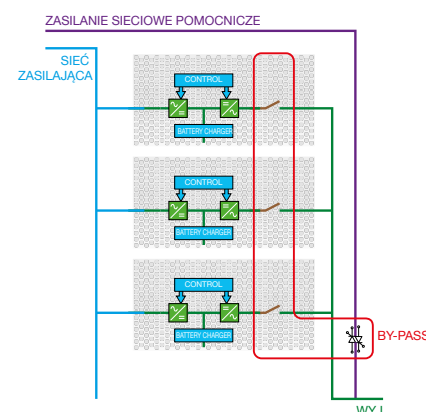 ZASILANIE SIECIOWE POMOCNICZE
SIEĆ
ZASILAJĄCA
CONTROL
BATTERY CHARGER
CONTROL
BATTERY CHARGER
CONTROL
BATTERY CHARGER
BY-PASS